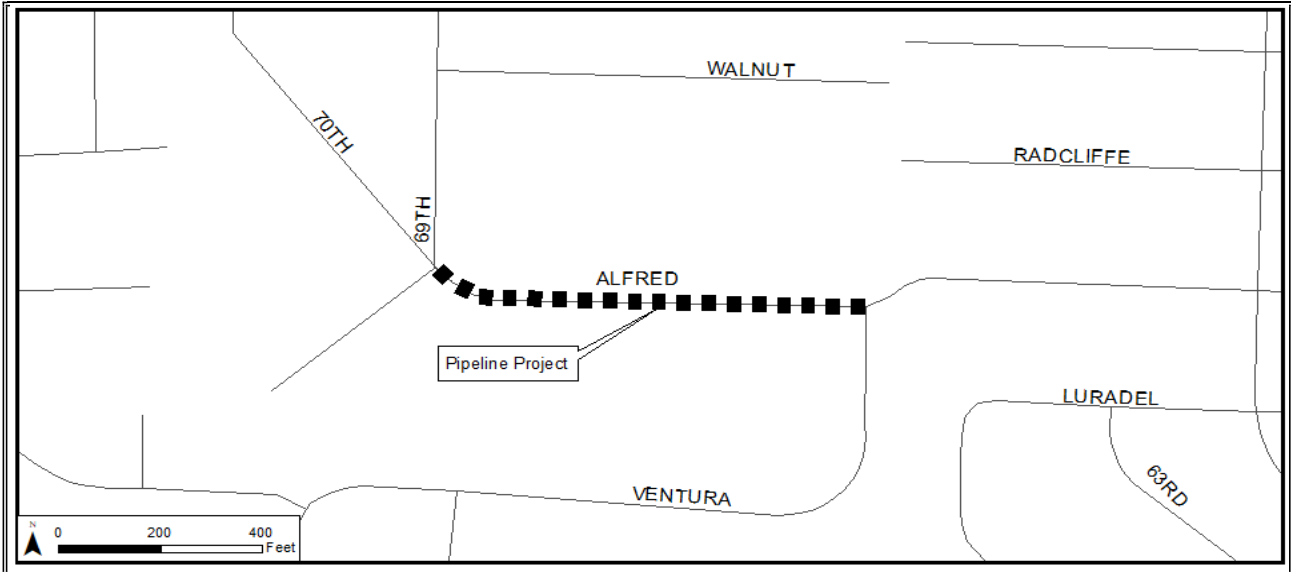 WALNUT
70TH
RADCLIFFE
69TH
ALFRED
Pipeline Project
LURADEL
63RD
VENTURA
N
0 200 400
Feet